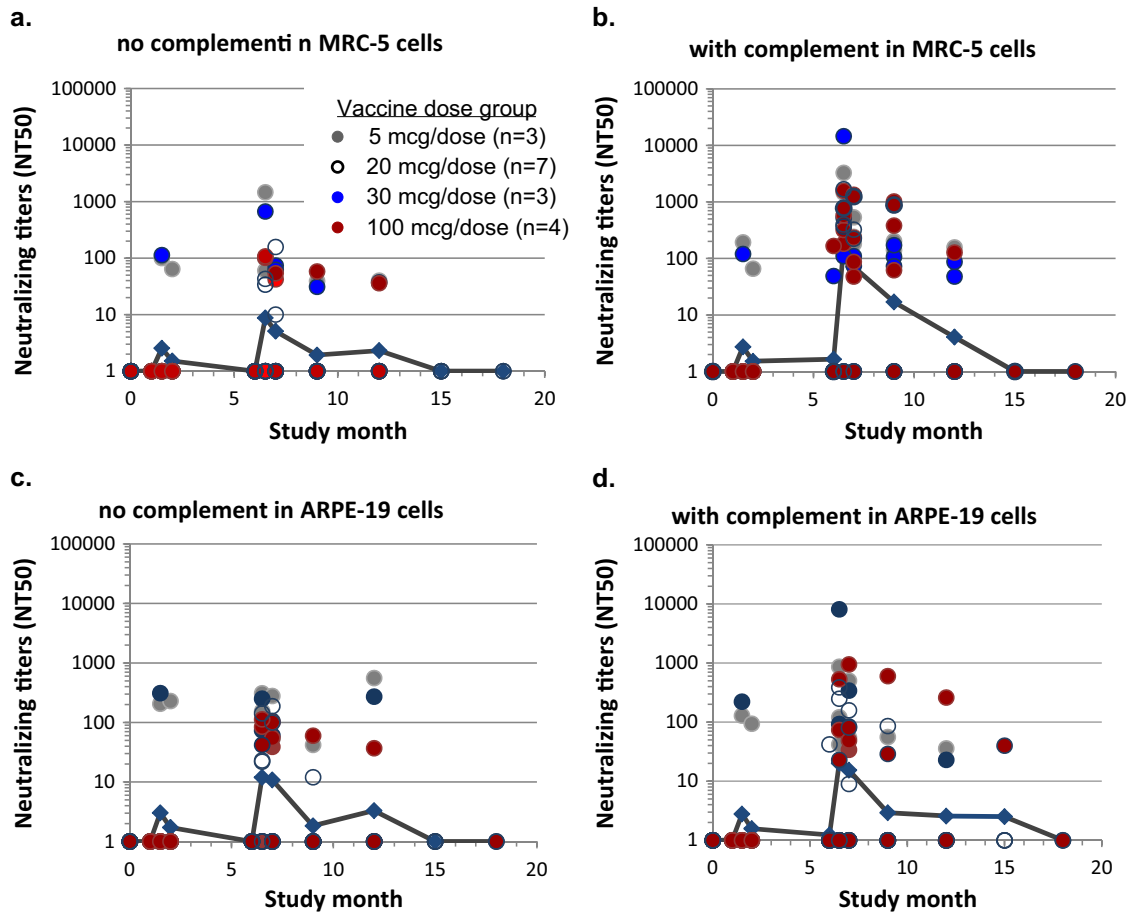 a.
no complementi n MRC-5 cells
Neutralizing titers (NT50)
100000
10000
1000
100
10
1
0
5
10
15
20
Study month
Vaccine dose group
5 mcg/dose (n=3)
20 mcg/dose (n=7)
30 mcg/dose (n=3)
100 mcg/dose (n=4)
b.
with complement in MRC-5 cells
Neutralizing titers (NT50)
100000
10000
1000
100
10
1
0
5
10
15
20
Study month
c.
no complement in ARPE-19 cells
Neutralizing titers (NT50)
100000
10000
1000
100
10
1
0
5
10
15
20
Study month
d.
with complement in ARPE-19 cells
Neutralizing titers (NT50)
100000
10000
1000
100
10
1
0
5
10
15
20
Study month